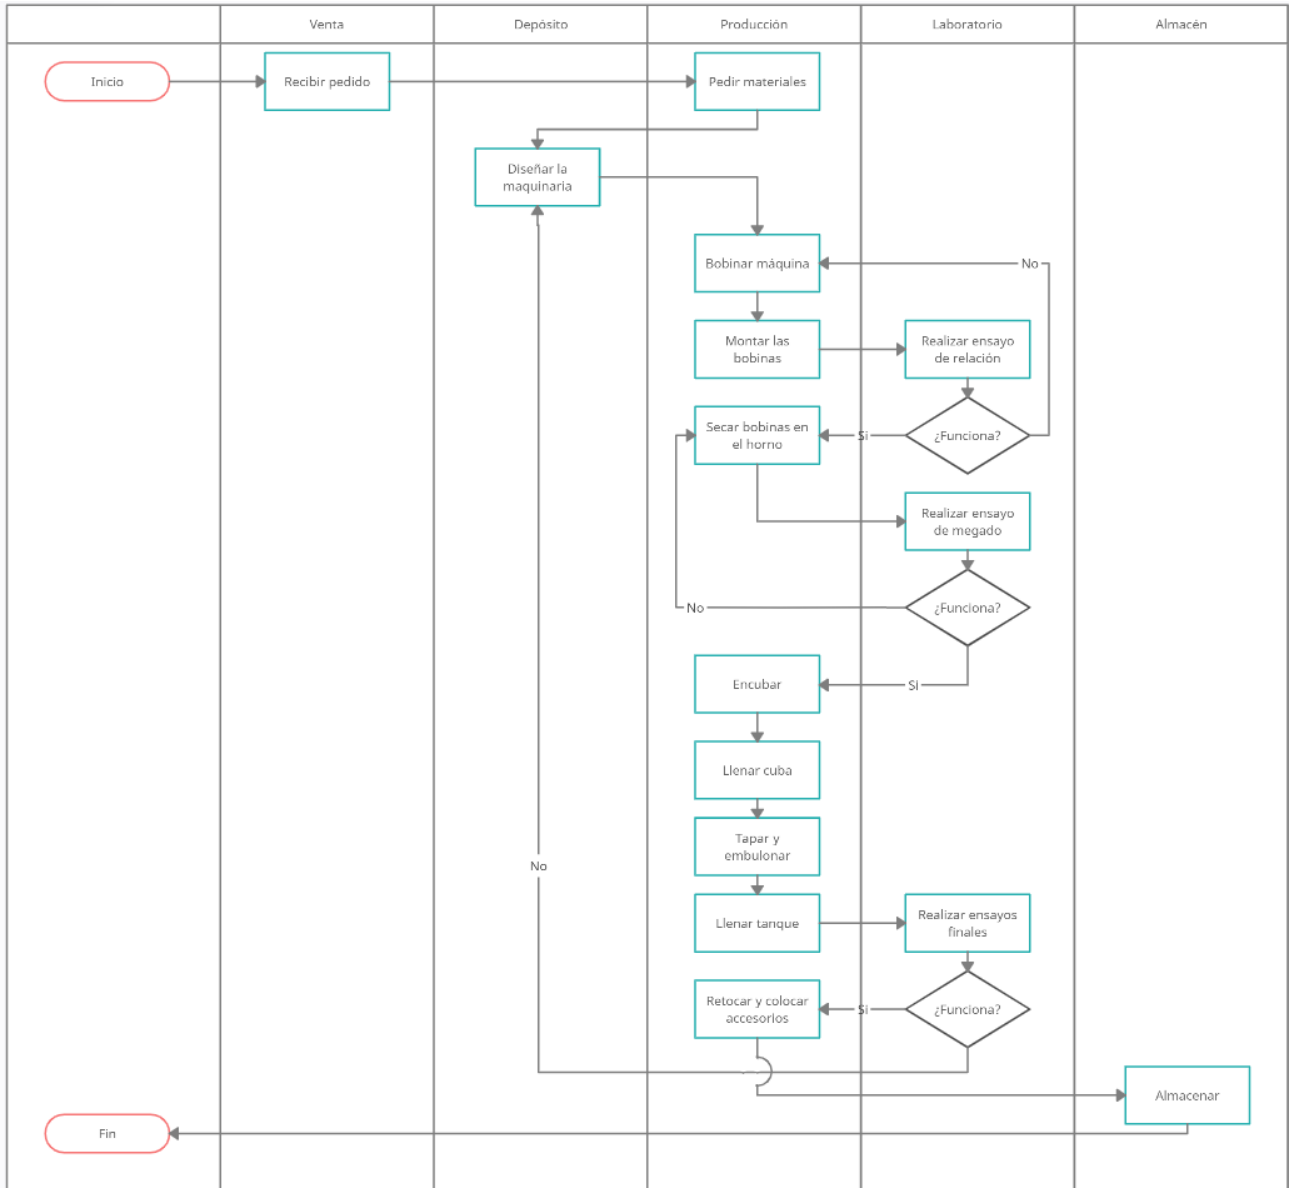 Venta
Depósito
Producción
Laboratorio
Almacén
Inicio
Recibir pedido
Pedir materiales
Diseñar la
maquinaria
Bobinar máquina
No
Montar las
bobinas
Realizar ensayo
de relación
Secar bobinas en
el horno
Si
¿Funciona?
Realizar ensayo
de megado
No
¿Funciona?
Encubar
Si
Llenar cuba
Tapar y
embulonar
No
Llenar tanque
Realizar ensayos
finales
Retocar y colocar
accesorios
Si
¿Funciona?
Almacenar
Fin